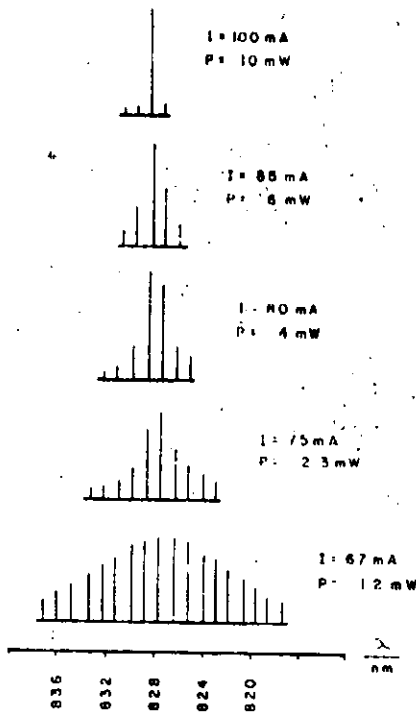 I = 100 mA
P = 10 mW
I = 85 mA
P = 6 mW
I - 80 mA
P = 4 mW
I = 75 mA
P - 2 3 mW
I = 67 mA
P - 1 2 mW
λ
nm
836
832
828
824
820